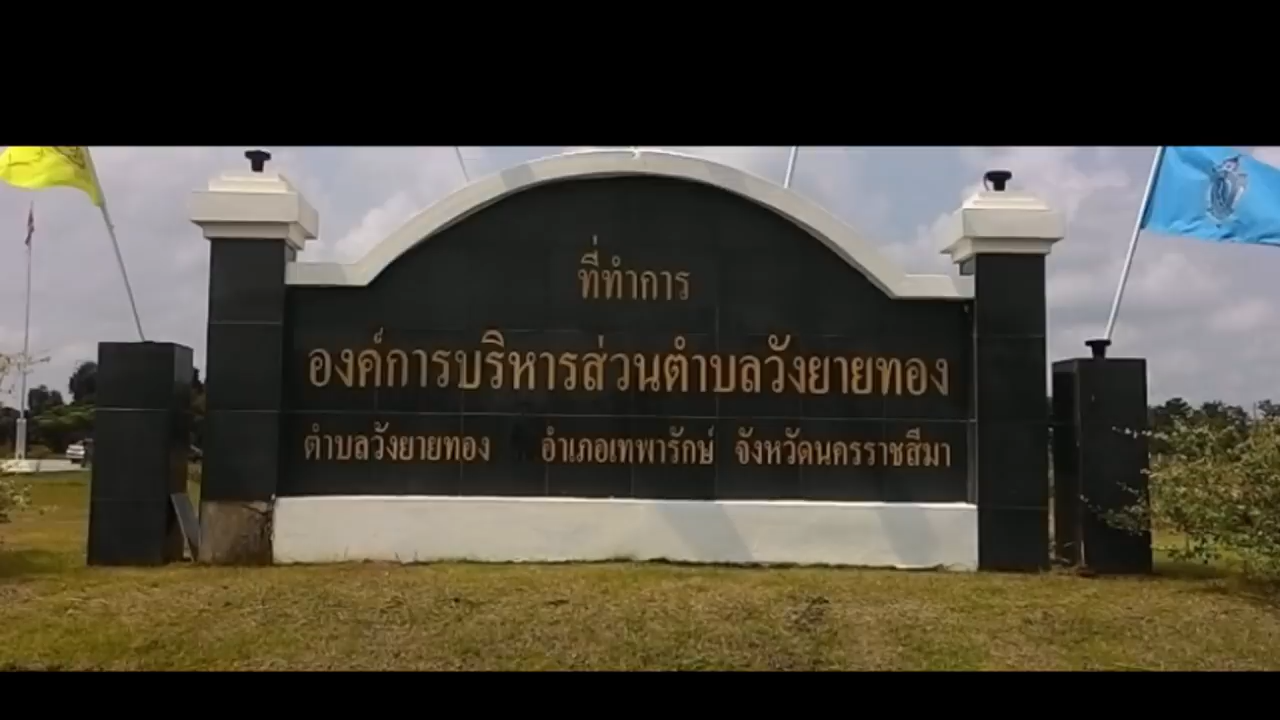 ที่ทำการ
องค์การบริหารส่วนตำบลวังยายทอง
ตำบลวังยายทอง อำเภอเทพารักษ์ จังหวัดนครราชสีมา